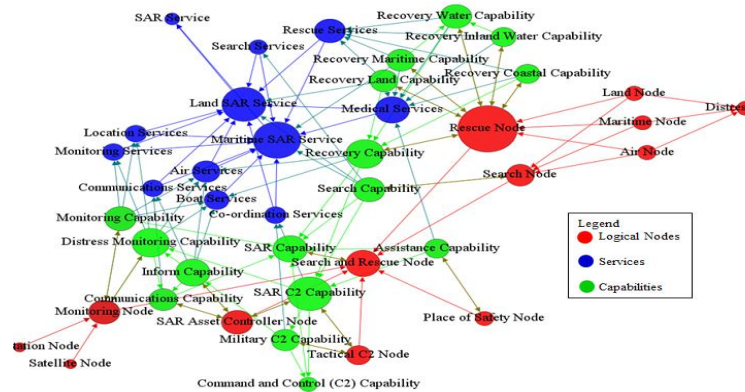 SAR Service
Rescue Services
Recovery Water Capability
Search Services
Recovery Inland Water Capability
Recovery Maritime Capability
Recovery Land Capability
Recovery Coastal Capability
Land SAR Service
Medical Services
Land Node
Distress
Location Services
Maritime SAR Service
Rescue Node
Maritime Node
Monitoring Services
Recovery Capability
Air Node
Air Services
Search Node
Communications Services
Search Capability
Boat Services
Monitoring Capability
Co-ordination Services
Legend
Logical Nodes
Services
Capabilities
Distress Monitoring Capability
SAR Capability
Assistance Capability
Search and Rescue Node
Inform Capability
SAR C2 Capability
Communications Capability
Monitoring Node
SAR Asset Controller Node
Place of Safety Node
Military C2 Capability
tation Node
Tactical C2 Node
Satellite Node
Command and Control (C2) Capability